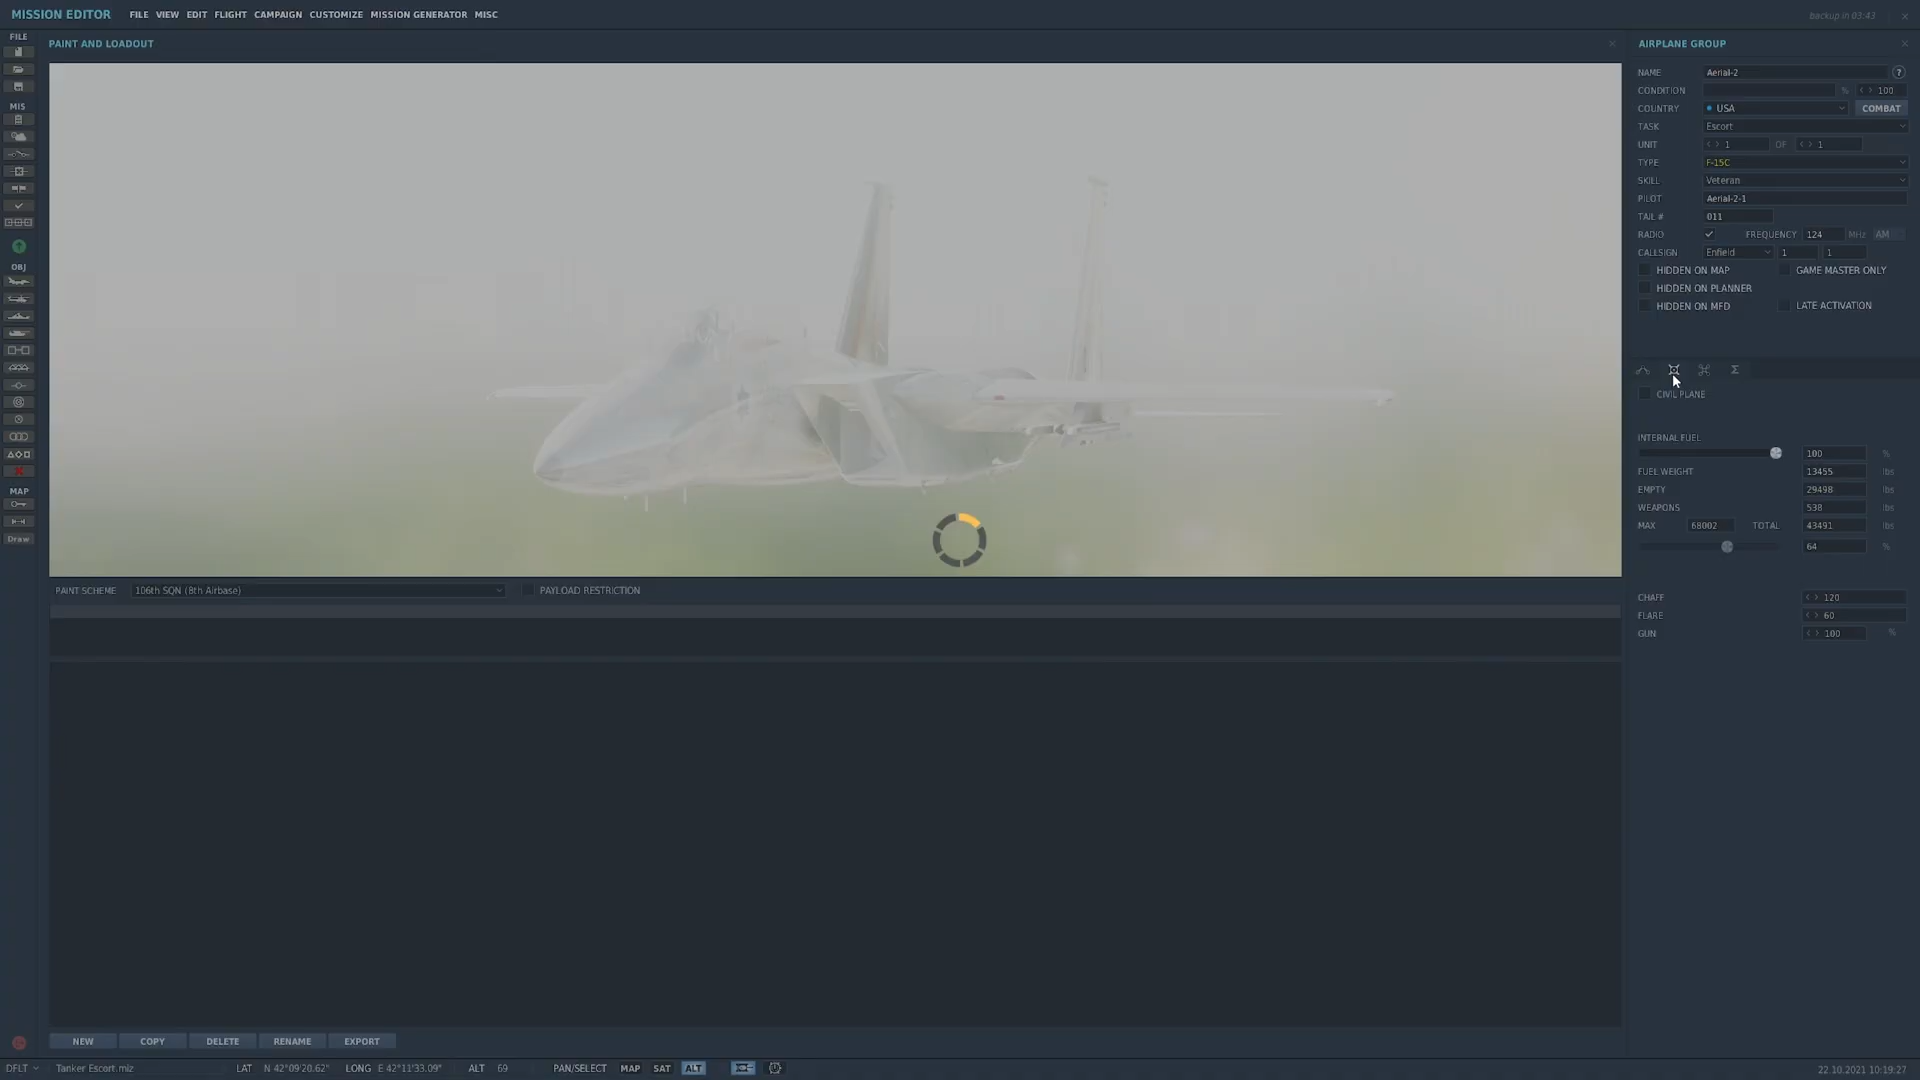 MISSION EDITOR FILE VIEW EDIT FLIGHT CAMPAIGN CUSTOMIZE MISSION GENERATOR MISC backup in 03:43
FILE
PAINT AND LOADOUT
AIRPLANE GROUP
NAME Aerial-2 ?
CONDITION % < > 100
COUNTRY USA COMBAT
TASK Escort
UNIT < > 1 OF < > 1
TYPE F-15C
SKILL Veteran
PILOT Aerial-2-1
TAIL # 011
RADIO FREQUENCY 124 MHz AM
CALLSIGN Enfield 1 1
HIDDEN ON MAP GAME MASTER ONLY
HIDDEN ON PLANNER
HIDDEN ON MFD LATE ACTIVATION
Σ
CIVIL PLANE
INTERNAL FUEL
100 %
FUEL WEIGHT 13455 lbs
EMPTY 29498 lbs
WEAPONS 538 lbs
MAX 68002 TOTAL 43491 lbs
64 %
CHAFF < > 120
FLARE < > 60
GUN < > 100 %
MIS
OBJ
MAP
Draw
PAINT SCHEME 106th SQN (8th Airbase) PAYLOAD RESTRICTION
NEW COPY DELETE RENAME EXPORT
DFLT Tanker Escort.miz LAT N 42°09'20.62" LONG E 42°11'33.09" ALT 69 PAN/SELECT MAP SAT ALT 22.10.2021 10:19:27